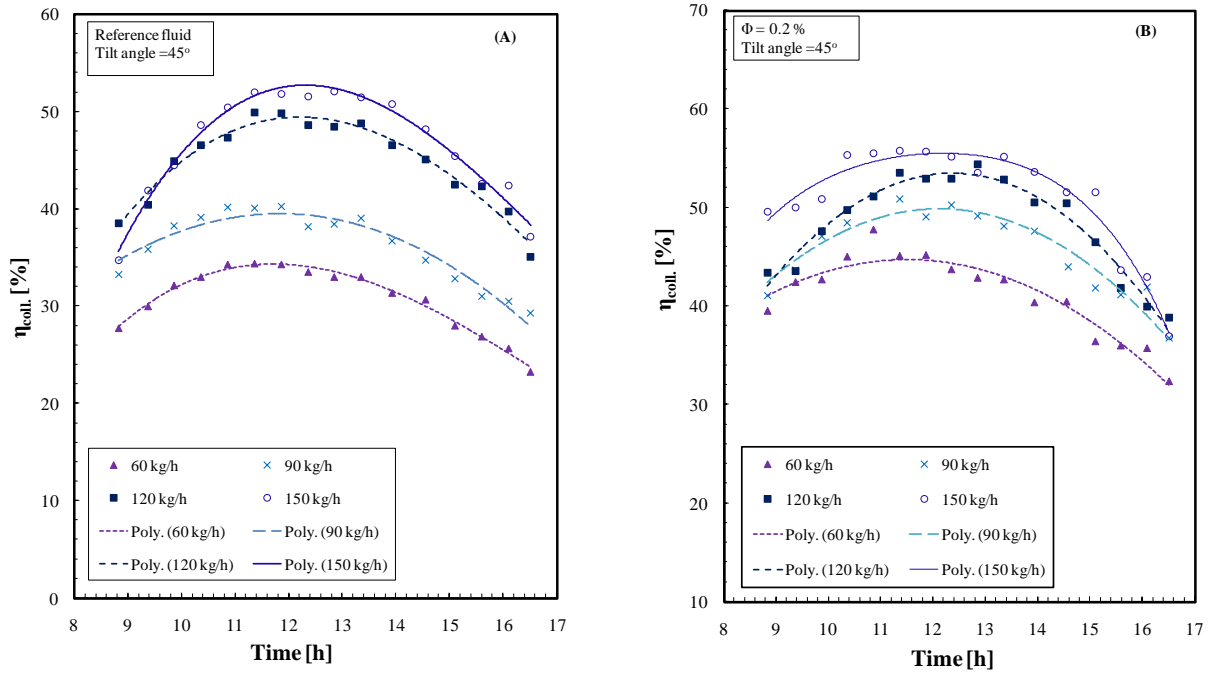 Reference fluid
Tilt angle =45º
(A)
60
50
40
30
20
10
0
ηcoll. [%]
60 kg/h
90 kg/h
120 kg/h
150 kg/h
Poly. (60 kg/h)
Poly. (90 kg/h)
Poly. (120 kg/h)
Poly. (150 kg/h)
8 9 10 11 12 13 14 15 16 17
Time [h]
Φ = 0.2 %
Tilt angle =45º
(B)
70
60
50
40
30
20
10
ηcoll. [%]
60 kg/h
90 kg/h
120 kg/h
150 kg/h
Poly. (60 kg/h)
Poly. (90 kg/h)
Poly. (120 kg/h)
Poly. (150 kg/h)
8 9 10 11 12 13 14 15 16 17
Time [h]